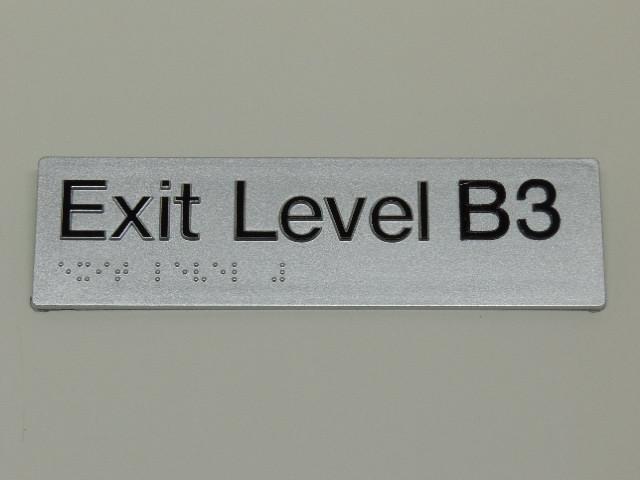 Exit Level B3
⠑⠭⠊⠞ ⠇⠑⠧⠑⠇ ⠼